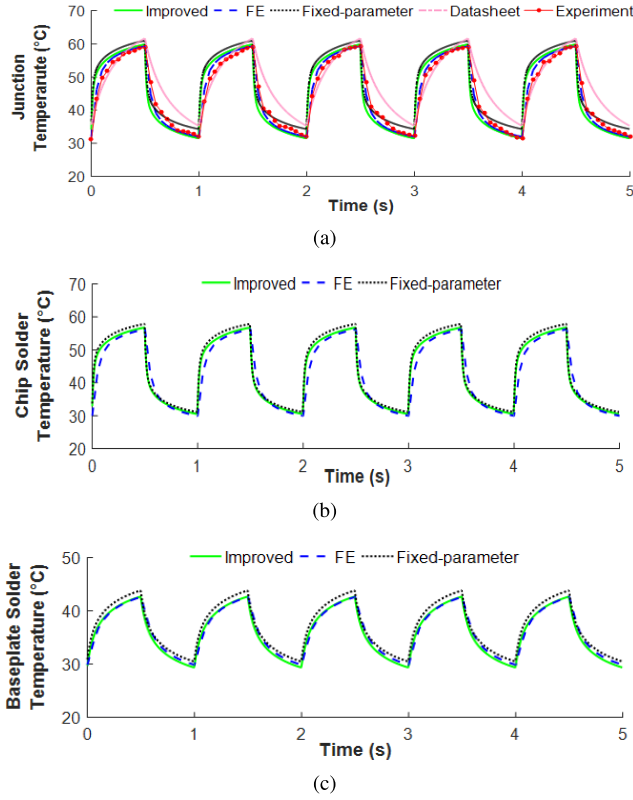 Improved FE Fixed-parameter Datasheet Experiment
Junction
Temperarute (°C)
70
60
50
40
30
20
0 1 2 3 4 5
Time (s)
(a)
Improved FE Fixed-parameter
Chip Solder
Temperature (°C)
70
60
50
40
30
20
0 1 2 3 4 5
Time (s)
(b)
Improved FE Fixed-parameter
Baseplate Solder
Temperature (°C)
50
40
30
20
0 1 2 3 4 5
Time (s)
(c)